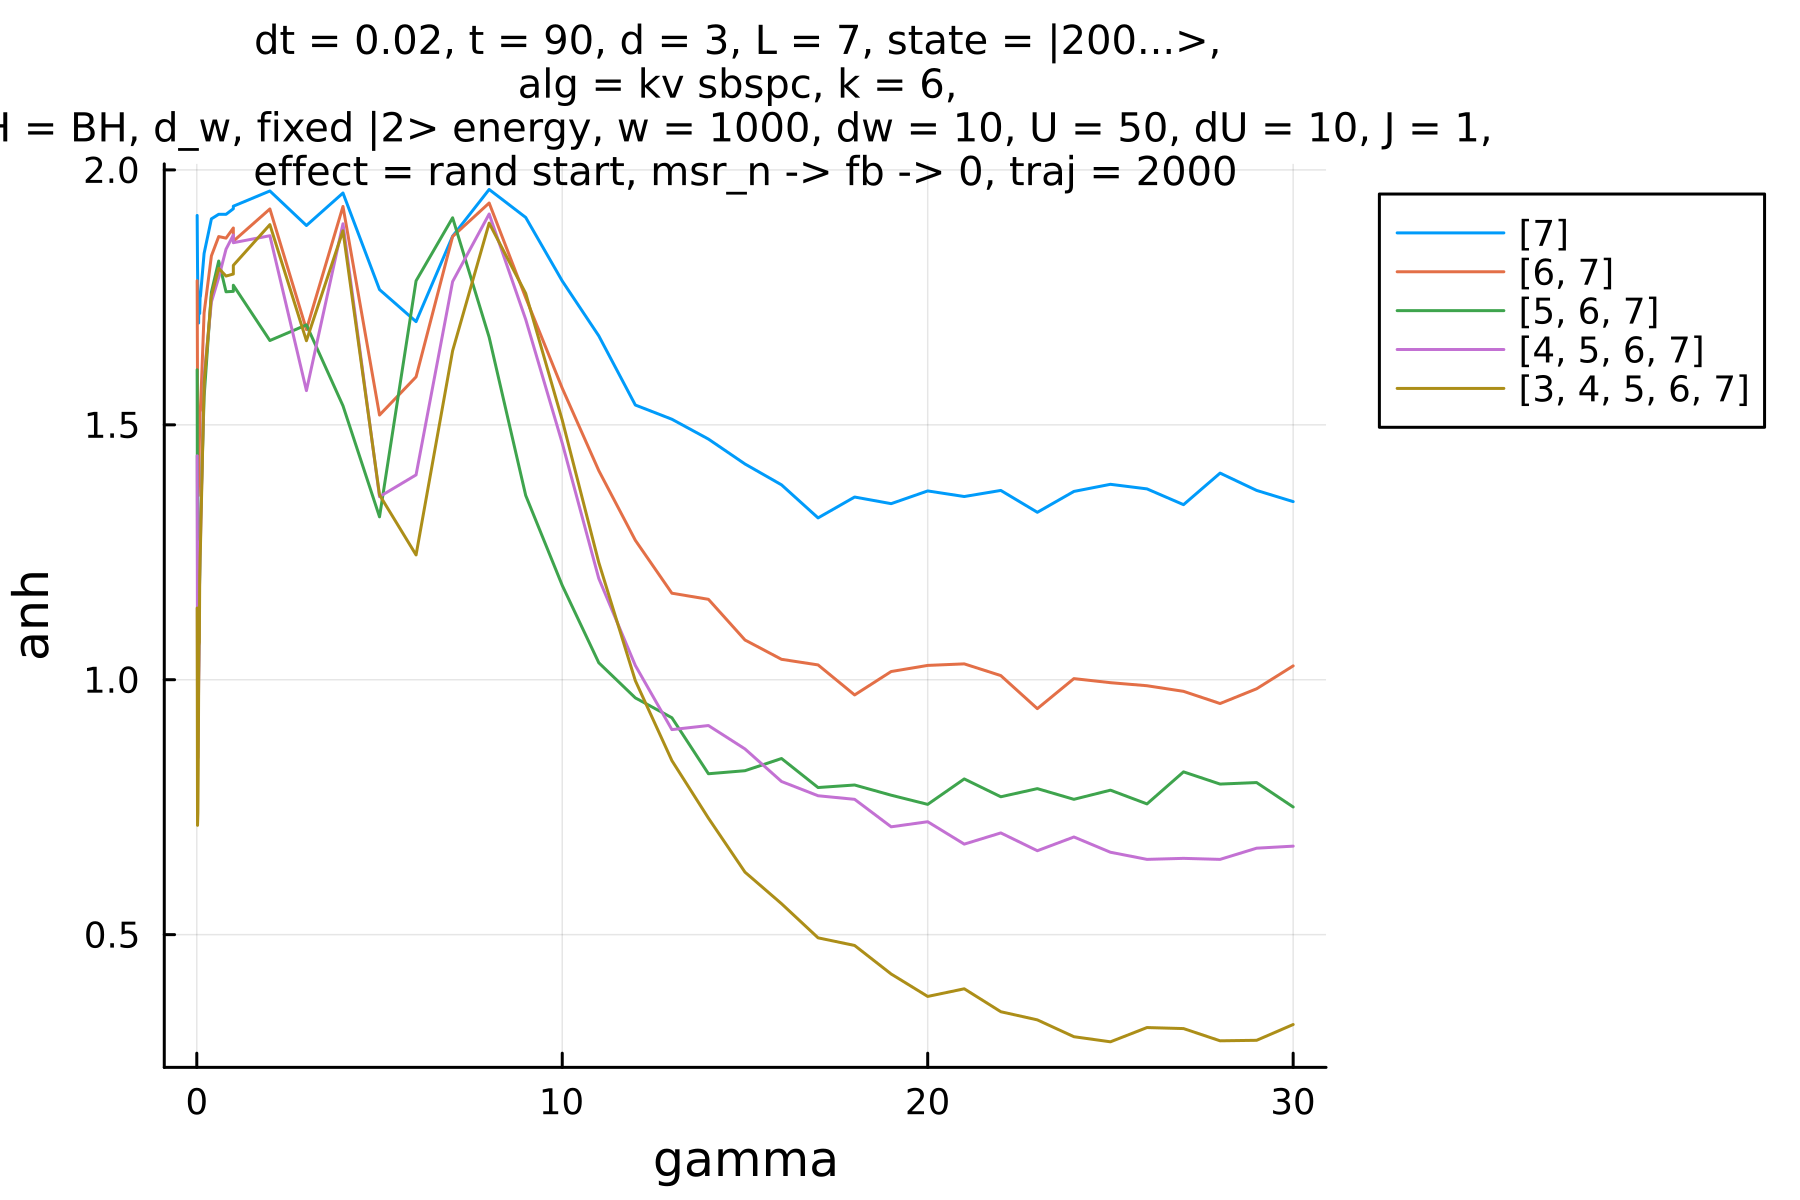 dt = 0.02, t = 90, d = 3, L = 7, state = |200...>,
alg = kv sbspc, k = 6,
= BH, d_w, fixed |2> energy, w = 1000, dw = 10, U = 50, dU = 10, J = 1,
effect = rand start, msr_n -> fb -> 0, traj = 2000
2.0
1.5
1.0
0.5
anh
0
10
20
30
gamma
[7]
[6, 7]
[5, 6, 7]
[4, 5, 6, 7]
[3, 4, 5, 6, 7]